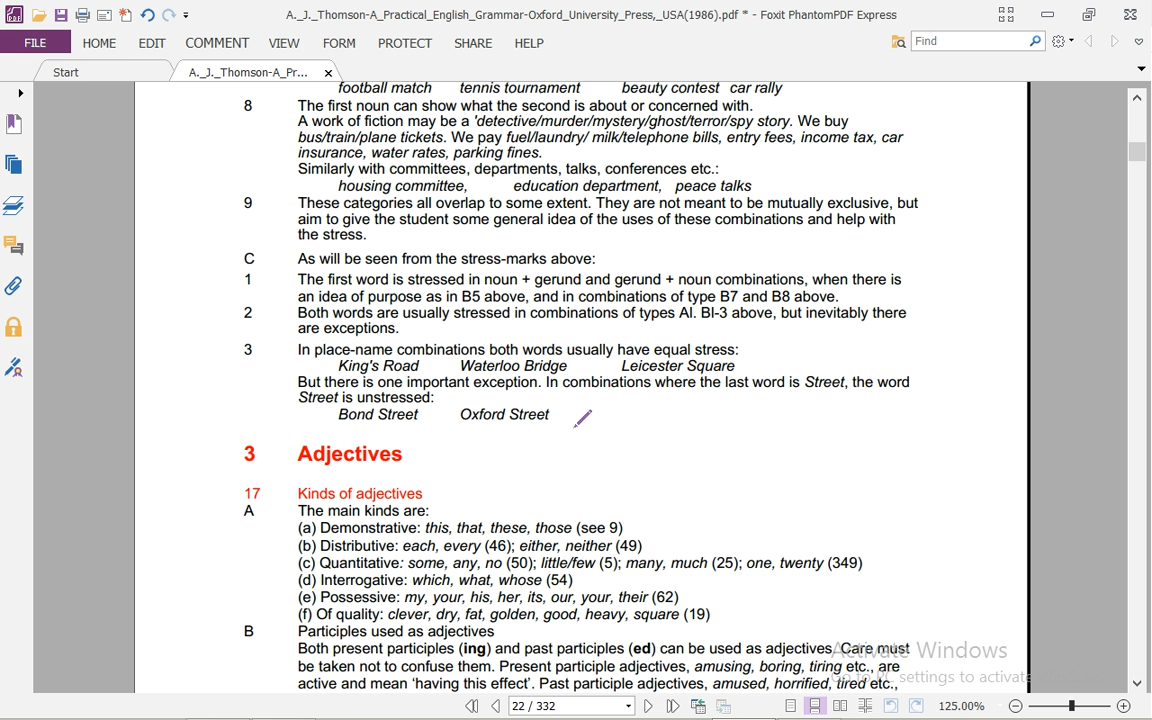 A._J._Thomson-A_Practical_English_Grammar-Oxford_University_Press,_USA(1986).pdf * - Foxit PhantomPDF Express
FILE HOME EDIT COMMENT VIEW FORM PROTECT SHARE HELP Find
Start A._J._Thomson-A_Pr...
football match tennis tournament beauty contest car rally
8 The first noun can show what the second is about or concerned with.
A work of fiction may be a 'detective/murder/mystery/ghost/terror/spy story. We buy
bus/train/plane tickets. We pay fuel/laundry/ milk/telephone bills, entry fees, income tax, car
insurance, water rates, parking fines.
Similarly with committees, departments, talks, conferences etc.:
housing committee, education department, peace talks
9 These categories all overlap to some extent. They are not meant to be mutually exclusive, but
aim to give the student some general idea of the uses of these combinations and help with
the stress.
C As will be seen from the stress-marks above:
1 The first word is stressed in noun + gerund and gerund + noun combinations, when there is
an idea of purpose as in B5 above, and in combinations of type B7 and B8 above.
2 Both words are usually stressed in combinations of types Al. BI-3 above, but inevitably there
are exceptions.
3 In place-name combinations both words usually have equal stress:
King's Road Waterloo Bridge Leicester Square
But there is one important exception. In combinations where the last word is Street, the word
Street is unstressed:
Bond Street Oxford Street
3 Adjectives
17 Kinds of adjectives
A The main kinds are:
(a) Demonstrative: this, that, these, those (see 9)
(b) Distributive: each, every (46); either, neither (49)
(c) Quantitative: some, any, no (50); little/few (5); many, much (25); one, twenty (349)
(d) Interrogative: which, what, whose (54)
(e) Possessive: my, your, his, her, its, our, your, their (62)
(f) Of quality: clever, dry, fat, golden, good, heavy, square (19)
B Participles used as adjectives
Both present participles (ing) and past participles (ed) can be used as adjectives. Care must
be taken not to confuse them. Present participle adjectives, amusing, boring, tiring etc., are
active and mean 'having this effect'. Past participle adjectives, amused, horrified, tired etc.,
Activate Windows
Go to PC settings to activate
22 / 332 125.00%